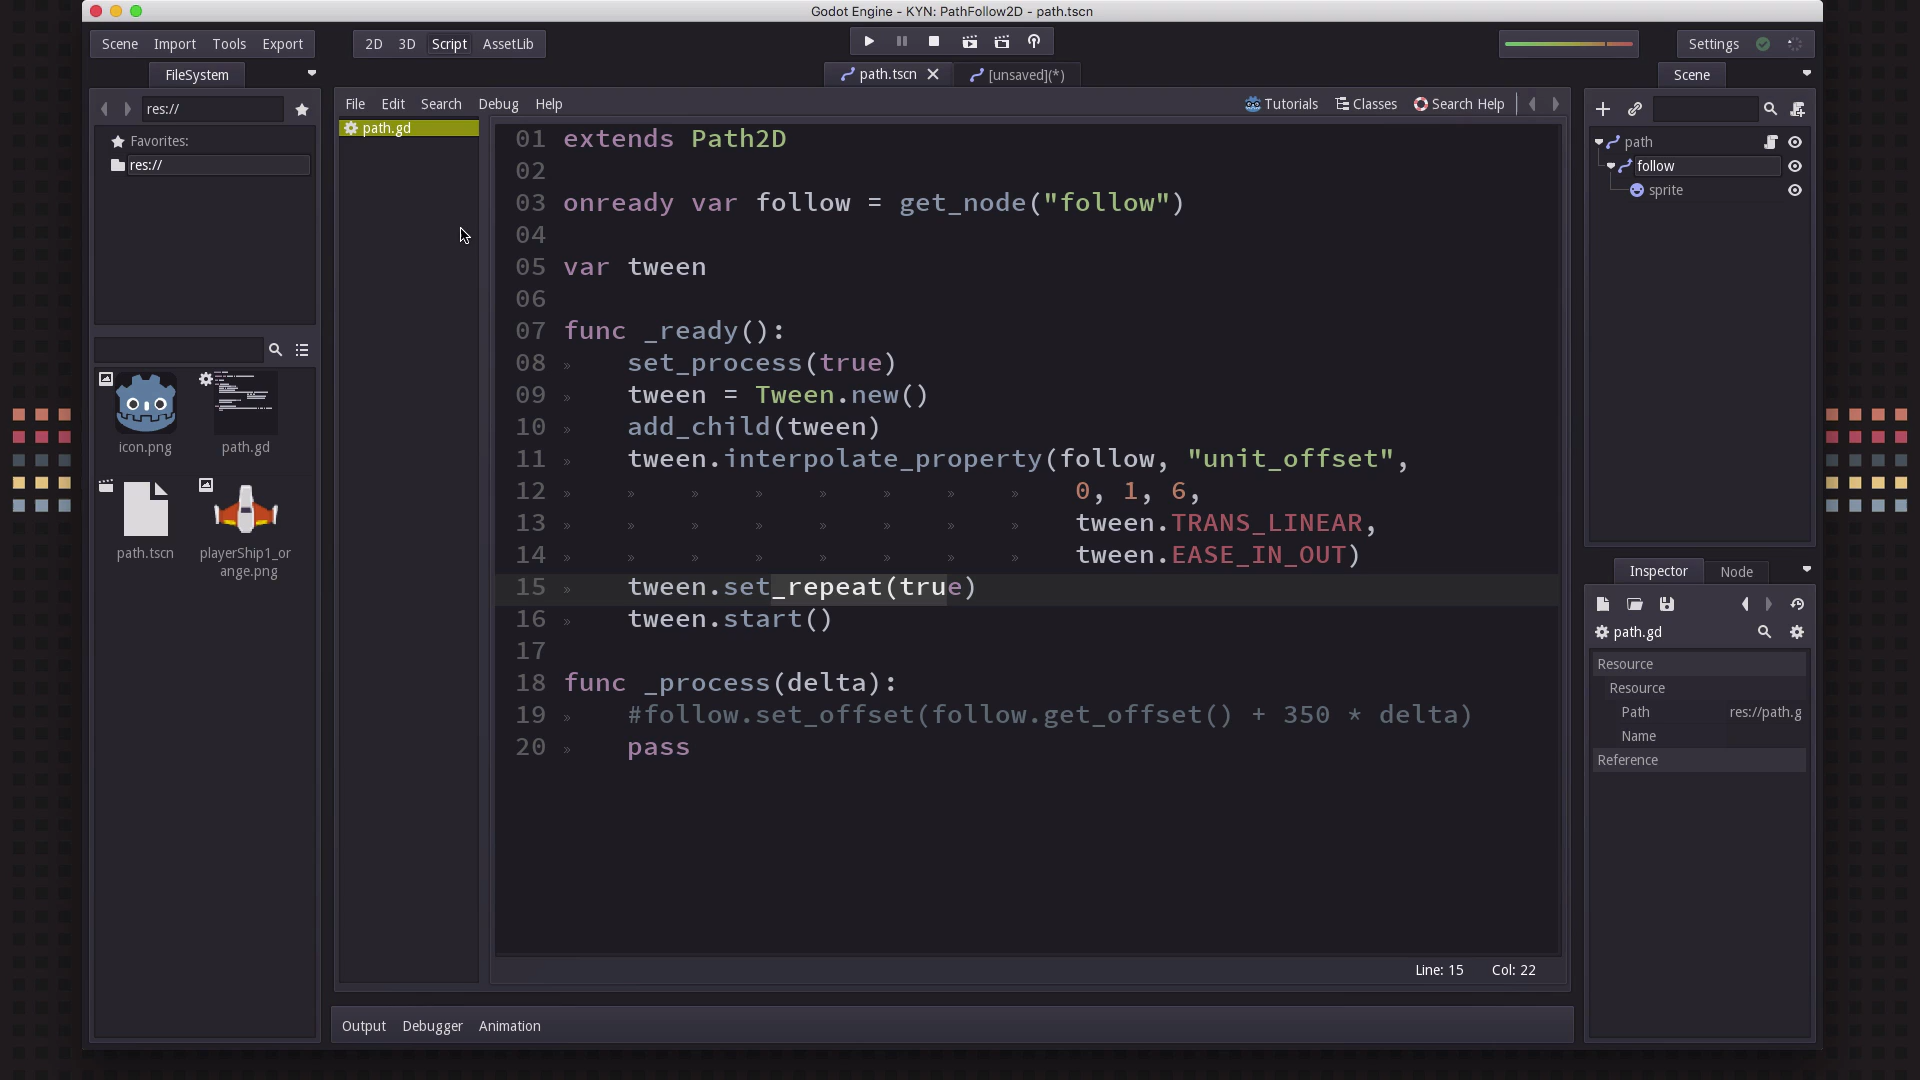 Godot Engine - KYN: PathFollow2D - path.tscn
Scene Import Tools Export 2D 3D Script AssetLib Settings
FileSystem path.tscn [unsaved](*) Scene
res:// File Edit Search Debug Help Tutorials Classes Search Help
Favorites:
res://
path.gd
path
follow
sprite
01 extends Path2D
02
03 onready var follow = get_node("follow")
04
05 var tween
06
07 func _ready():
08 set_process(true)
09 tween = Tween.new()
10 add_child(tween)
11 tween.interpolate_property(follow, "unit_offset",
12 0, 1, 6,
13 tween.TRANS_LINEAR,
14 tween.EASE_IN_OUT)
15 tween.set_repeat(true)
16 tween.start()
17
18 func _process(delta):
19 #follow.set_offset(follow.get_offset() + 350 * delta)
20 pass
icon.png path.gd
path.tscn playerShip1_or
ange.png
Line: 15 Col: 22
Output Debugger Animation
Inspector Node
path.gd
Resource
Resource
Path res://path.g
Name
Reference